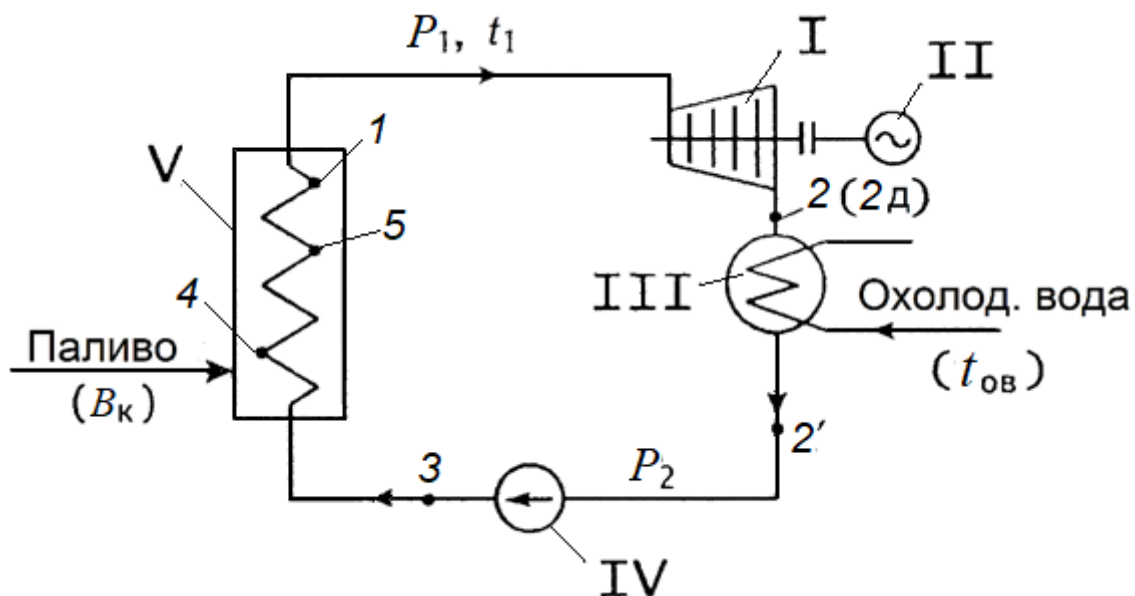 P₁, t₁
I
II
V
1
5
4
2 (2д)
III
Охолод. вода
(tов)
Паливо
(Bк)
2′
3
P₂
IV